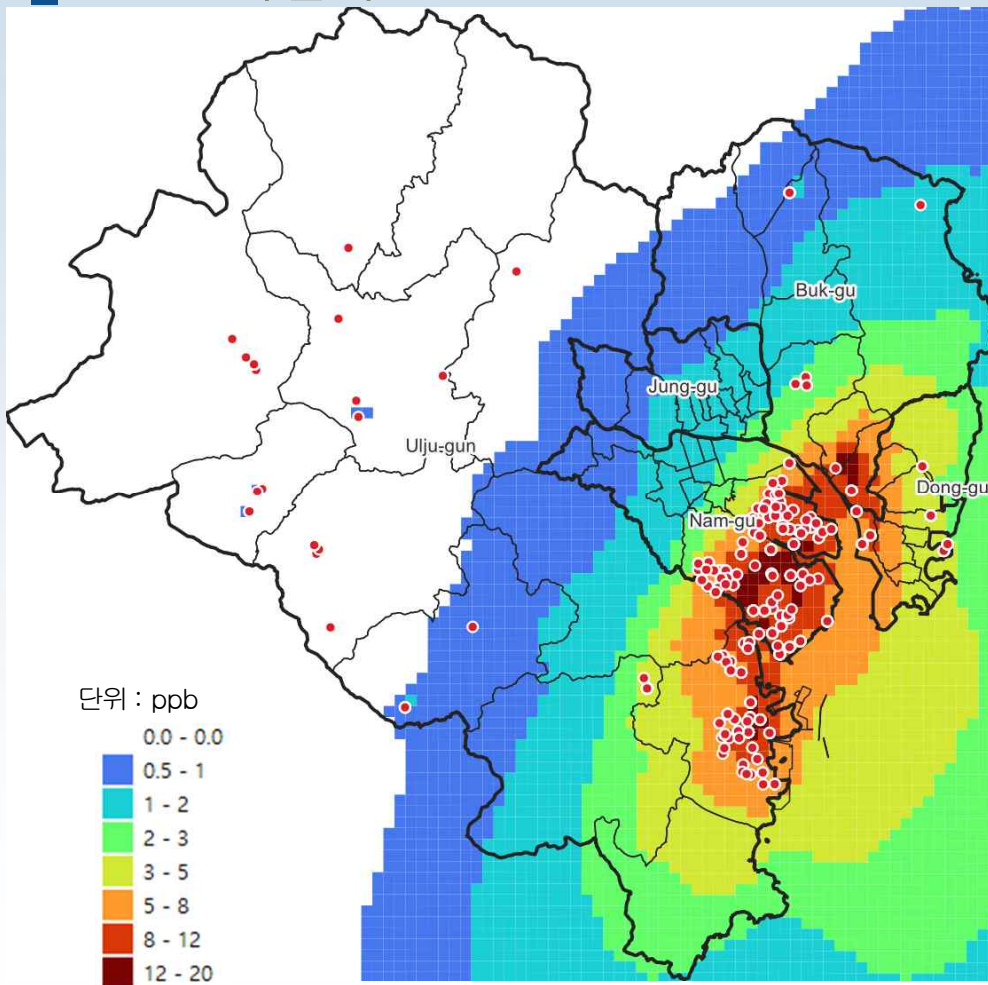 Buk-gu
Jung-gu
Ulju-gun
Dong-gu
Nam-gu
단위 : ppb
0.0 - 0.0
0.5 - 1
1 - 2
2 - 3
3 - 5
5 - 8
8 - 12
12 - 20